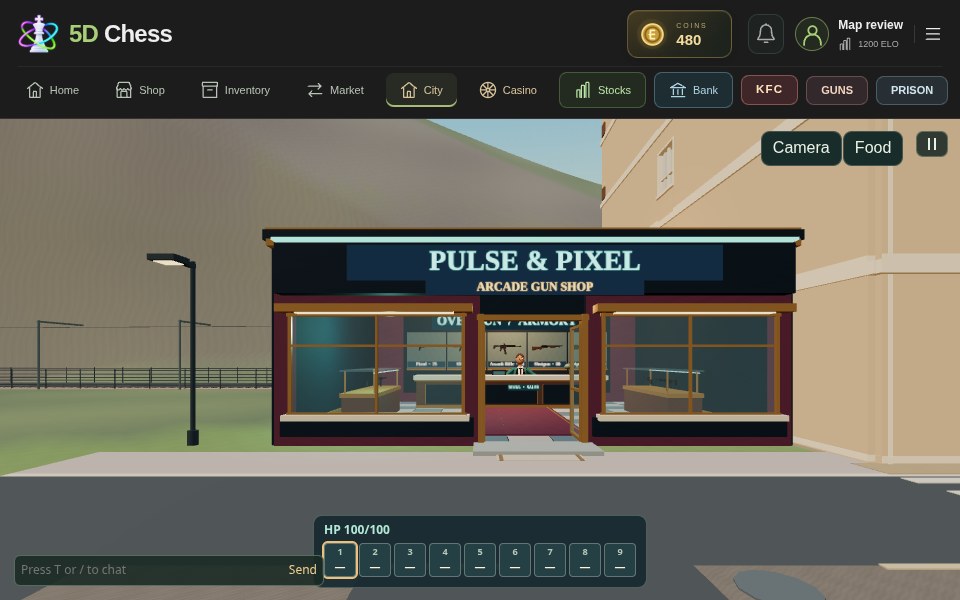 5D Chess
COINS
480
Map review
1200 ELO
Home
Shop
Inventory
Market
City
Casino
Stocks
Bank
KFC
GUNS
PRISON
Camera
Food
PULSE & PIXEL
ARCADE GUN SHOP
HP 100/100
1 2 3 4 5 6 7 8 9
Press T or / to chat
Send